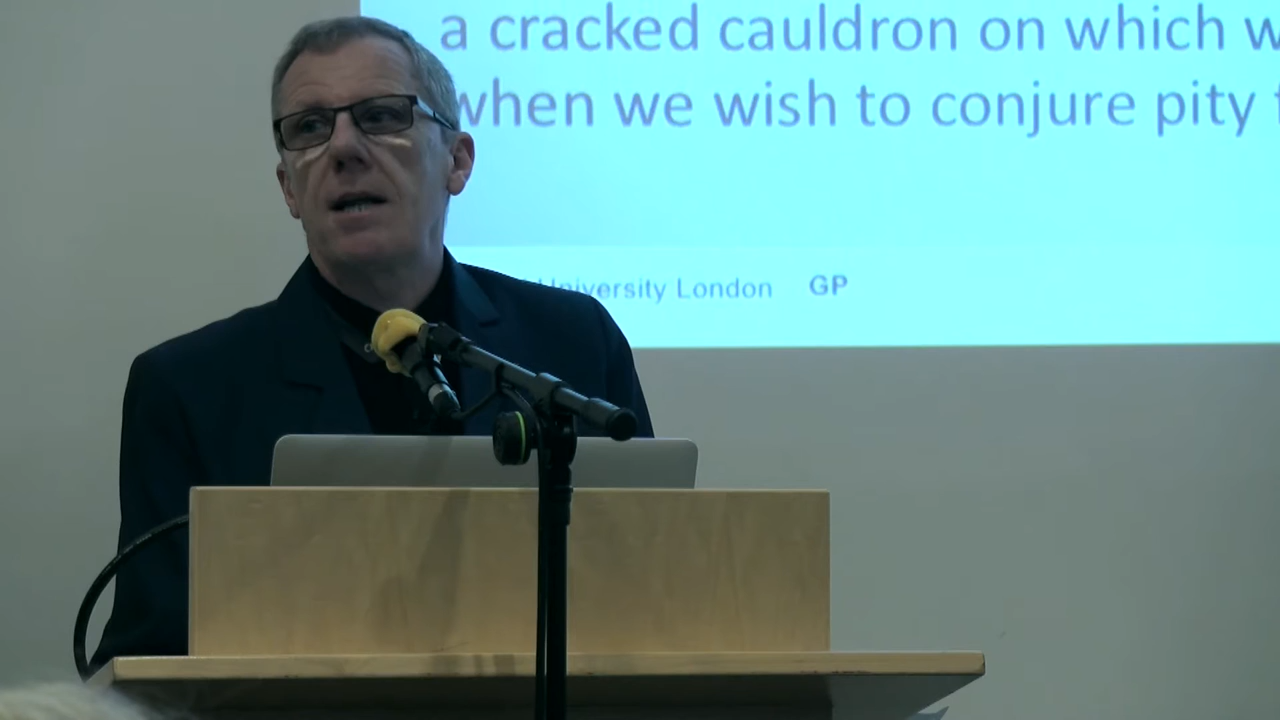 a cracked cauldron on which
when we wish to conjure pity
University London GP